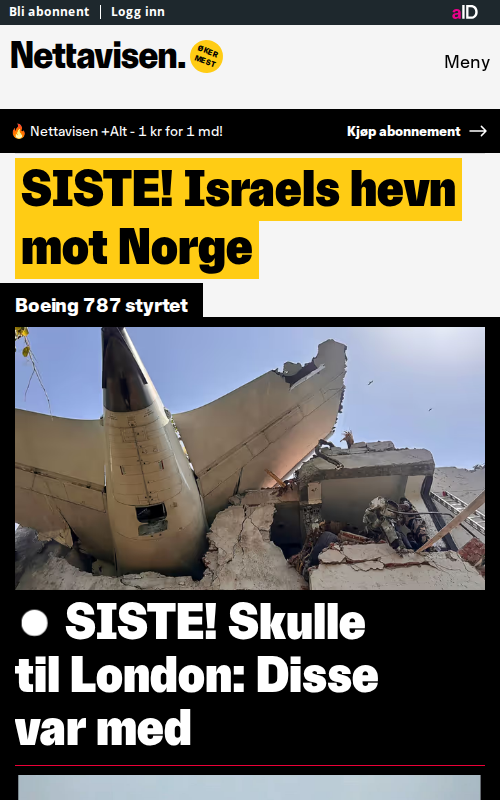 Bli abonnent | Logg inn
aID
Nettavisen.
ØKER
MEST
Meny
🔥 Nettavisen +Alt - 1 kr for 1 md!
Kjøp abonnement →
SISTE! Israels hevn
mot Norge
Boeing 787 styrtet
SISTE! Skulle
til London: Disse
var med